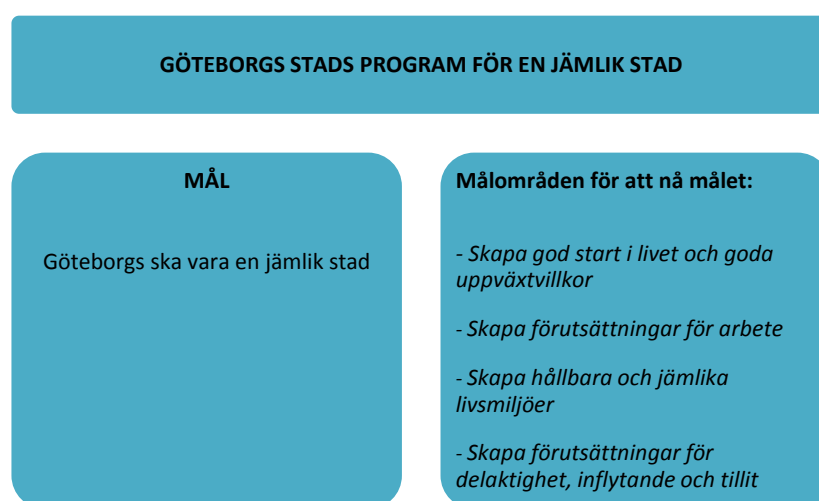 GÖTEBORGS STADS PROGRAM FÖR EN JÄMLIK STAD
MÅL
Göteborgs ska vara en jämlik stad
Målområden för att nå målet:
- Skapa god start i livet och goda
uppväxtvillkor
- Skapa förutsättningar för arbete
- Skapa hållbara och jämlika
livsmiljöer
- Skapa förutsättningar för
delaktighet, inflytande och tillit